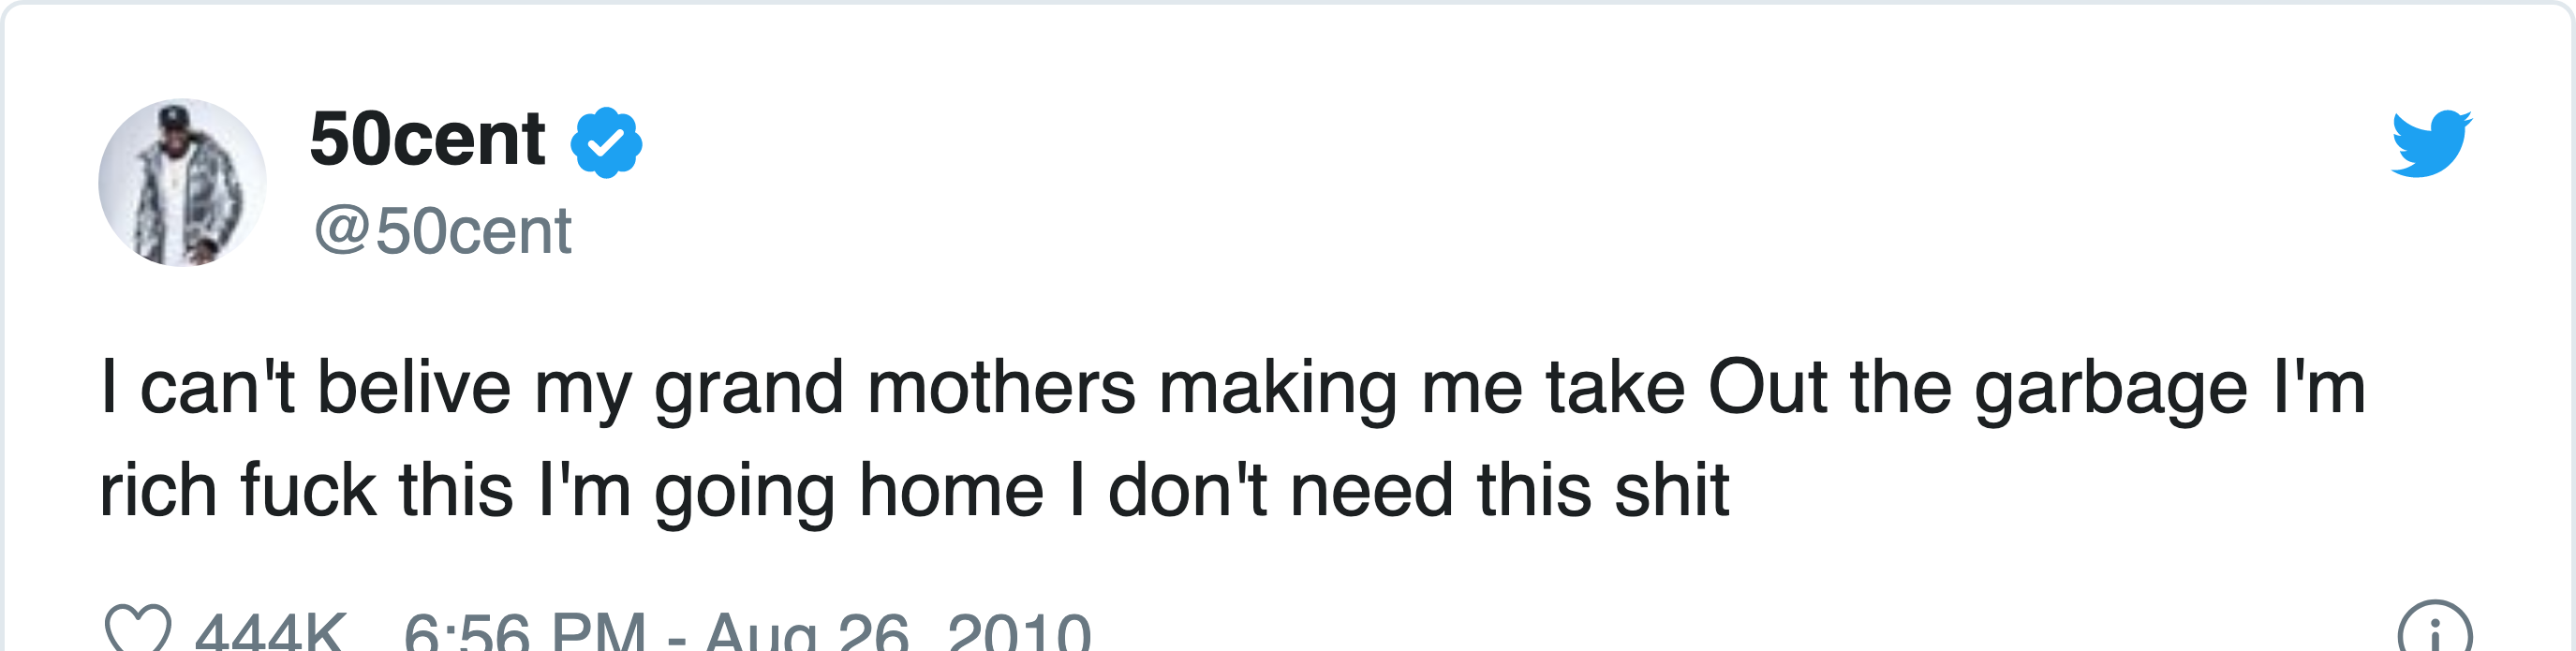 50cent
@50cent
I can't belive my grand mothers making me take Out the garbage I'm
rich fuck this I'm going home I don't need this shit
444K 6:56 PM - Aug 26, 2010